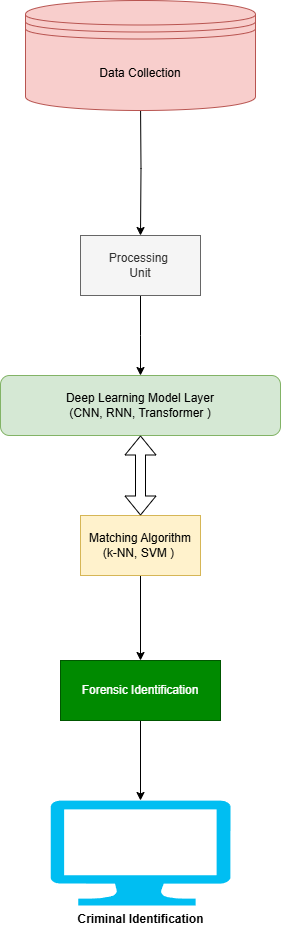 Data Collection
Processing
Unit
Deep Learning Model Layer
(CNN, RNN, Transformer )
Matching Algorithm
(k-NN, SVM )
Forensic Identification
Criminal Identification